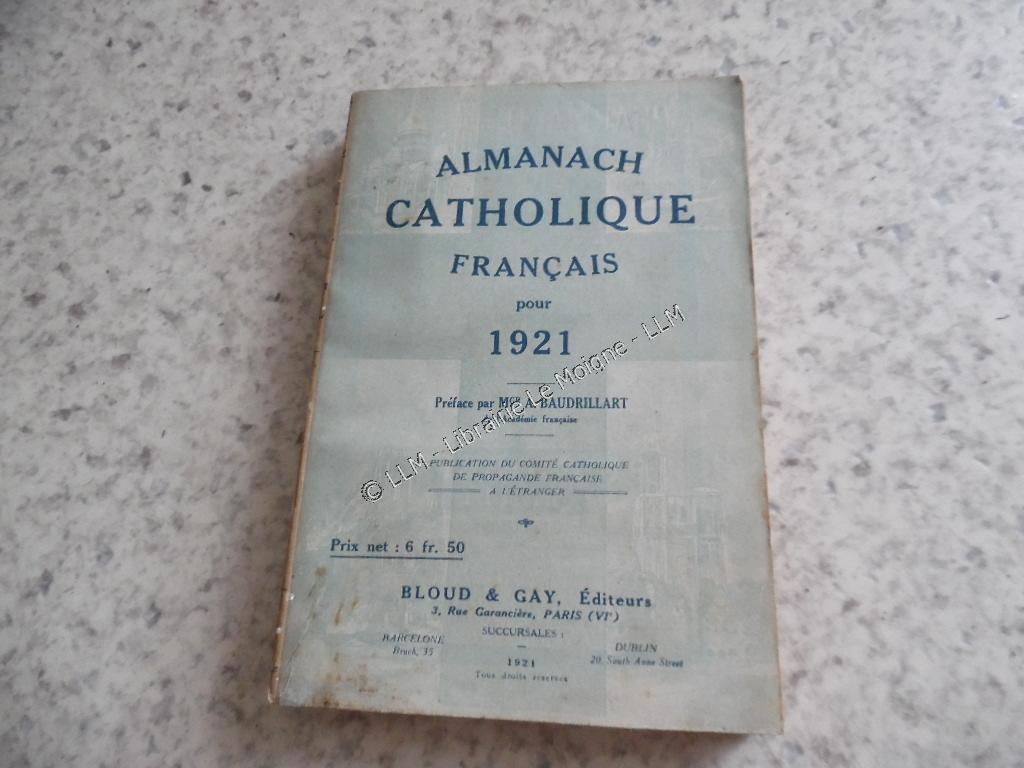 ALMANACH
CATHOLIQUE
FRANÇAIS
pour
1921
Préface par Mgr A. BAUDRILLART
Académie française
PUBLICATION DU COMITÉ CATHOLIQUE
DE PROPAGANDE FRANÇAISE
A L'ÉTRANGER
Prix net : 6 fr. 50
BLOUD & GAY, Éditeurs
3, Rue Garancière, PARIS (VIe)
SUCCURSALES :
BARCELONE
Bruch, 35
DUBLIN
20, South Anne Street
1921
Tous droits réservés
© LLM - Librairie Le Moigne - LLM